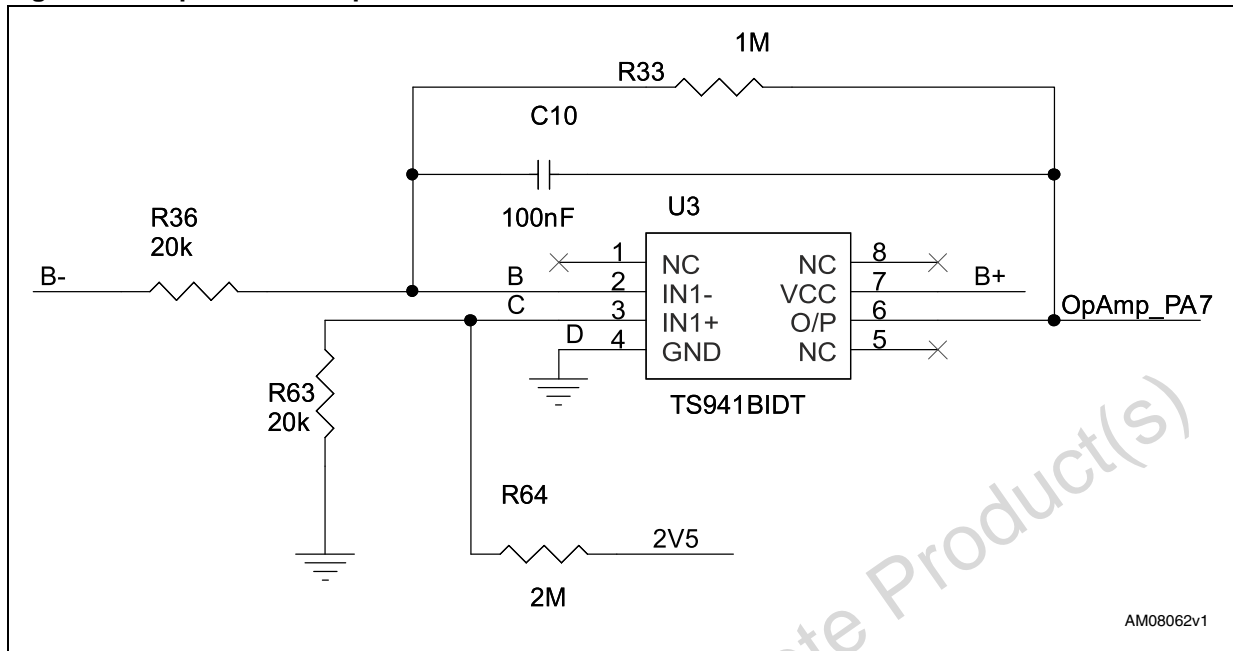 1M
R33
C10
100nF
U3
R36
20k
B-
B
C
D
1
2
3
4
NC
IN1-
IN1+
GND
NC
VCC
O/P
NC
8
7
6
5
B+
OpAmp_PA7
TS941BIDT
R63
20k
R64
2V5
2M
Product(s)
AM08062v1